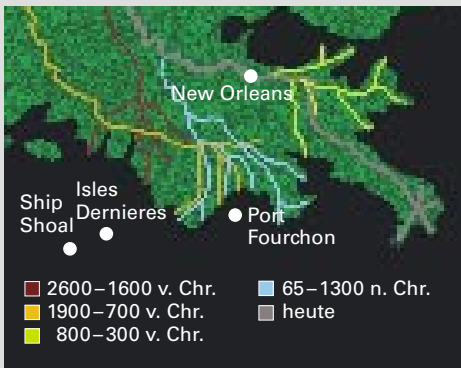 New Orleans
Isles
Dernieres
Ship
Shoal
Port
Fourchon
2600–1600 v. Chr.
1900–700 v. Chr.
800–300 v. Chr.
65–1300 n. Chr.
heute